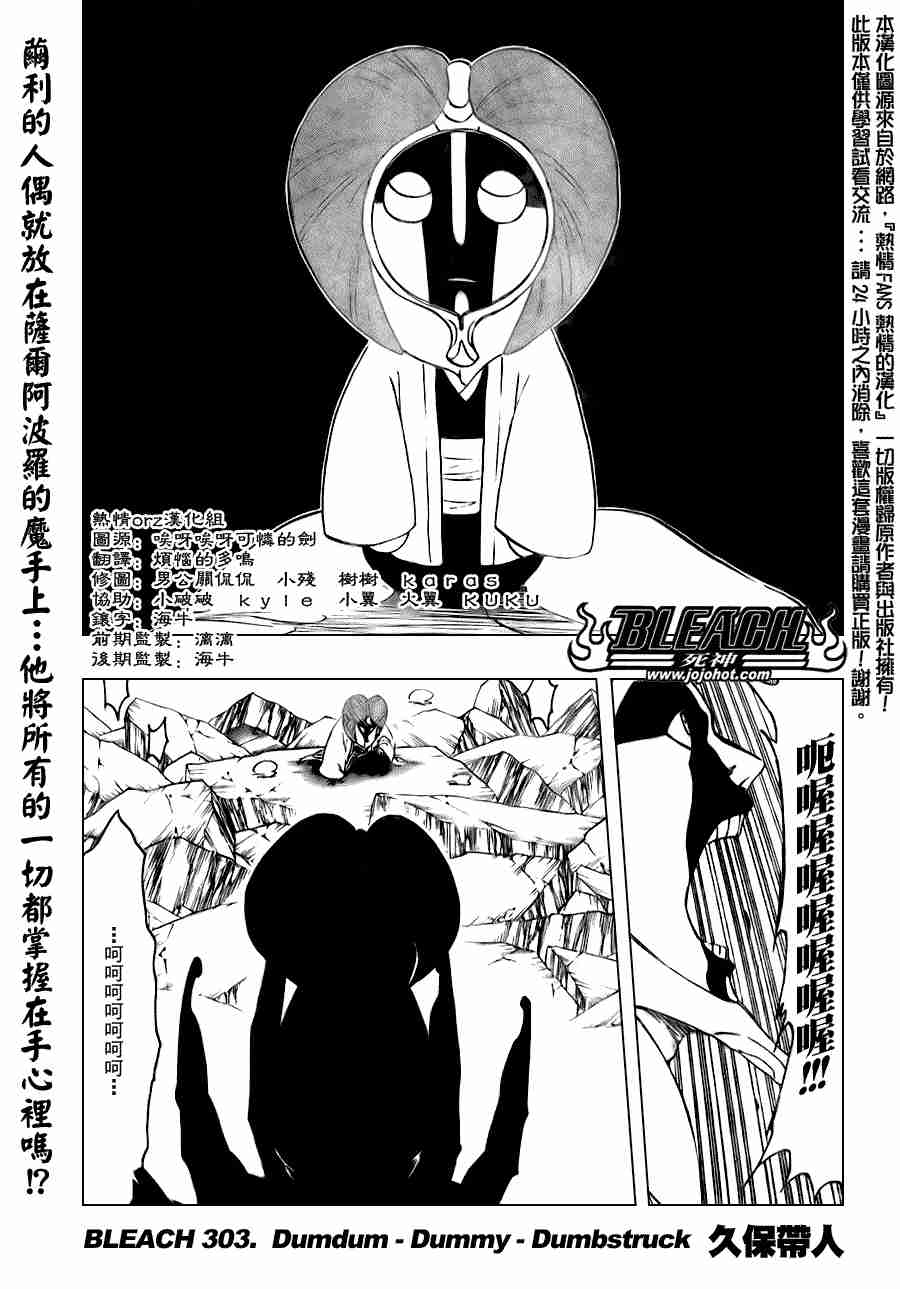 本漢化圖源來自於網路，『熱情FANS 熱情的漢化』一切版權歸原作者與出版社擁有！
此版本僅供學習試看交流…請24小時之內消除，喜歡這套漫畫請購買正版！謝謝。
熱情orz漢化組
圖源：唉呀唉呀可憐的劍
翻譯：煩惱的多鳴
修圖：男公關侃侃 小殘 樹樹 karas
協助：小破破 kyle 小翼 火翼 KUKU
鑲字：海牛
前期監製：漓漓
後期監製：海牛
BLEACH
死神
www.jojohot.com
呃喔喔喔喔喔喔喔!!!
…呵呵呵呵呵呵…
繭利的人偶就放在薩爾阿波羅的魔手上…他將所有的一切都掌握在手心裡嗎!?
BLEACH 303. Dumdum - Dummy - Dumbstruck 久保帶人